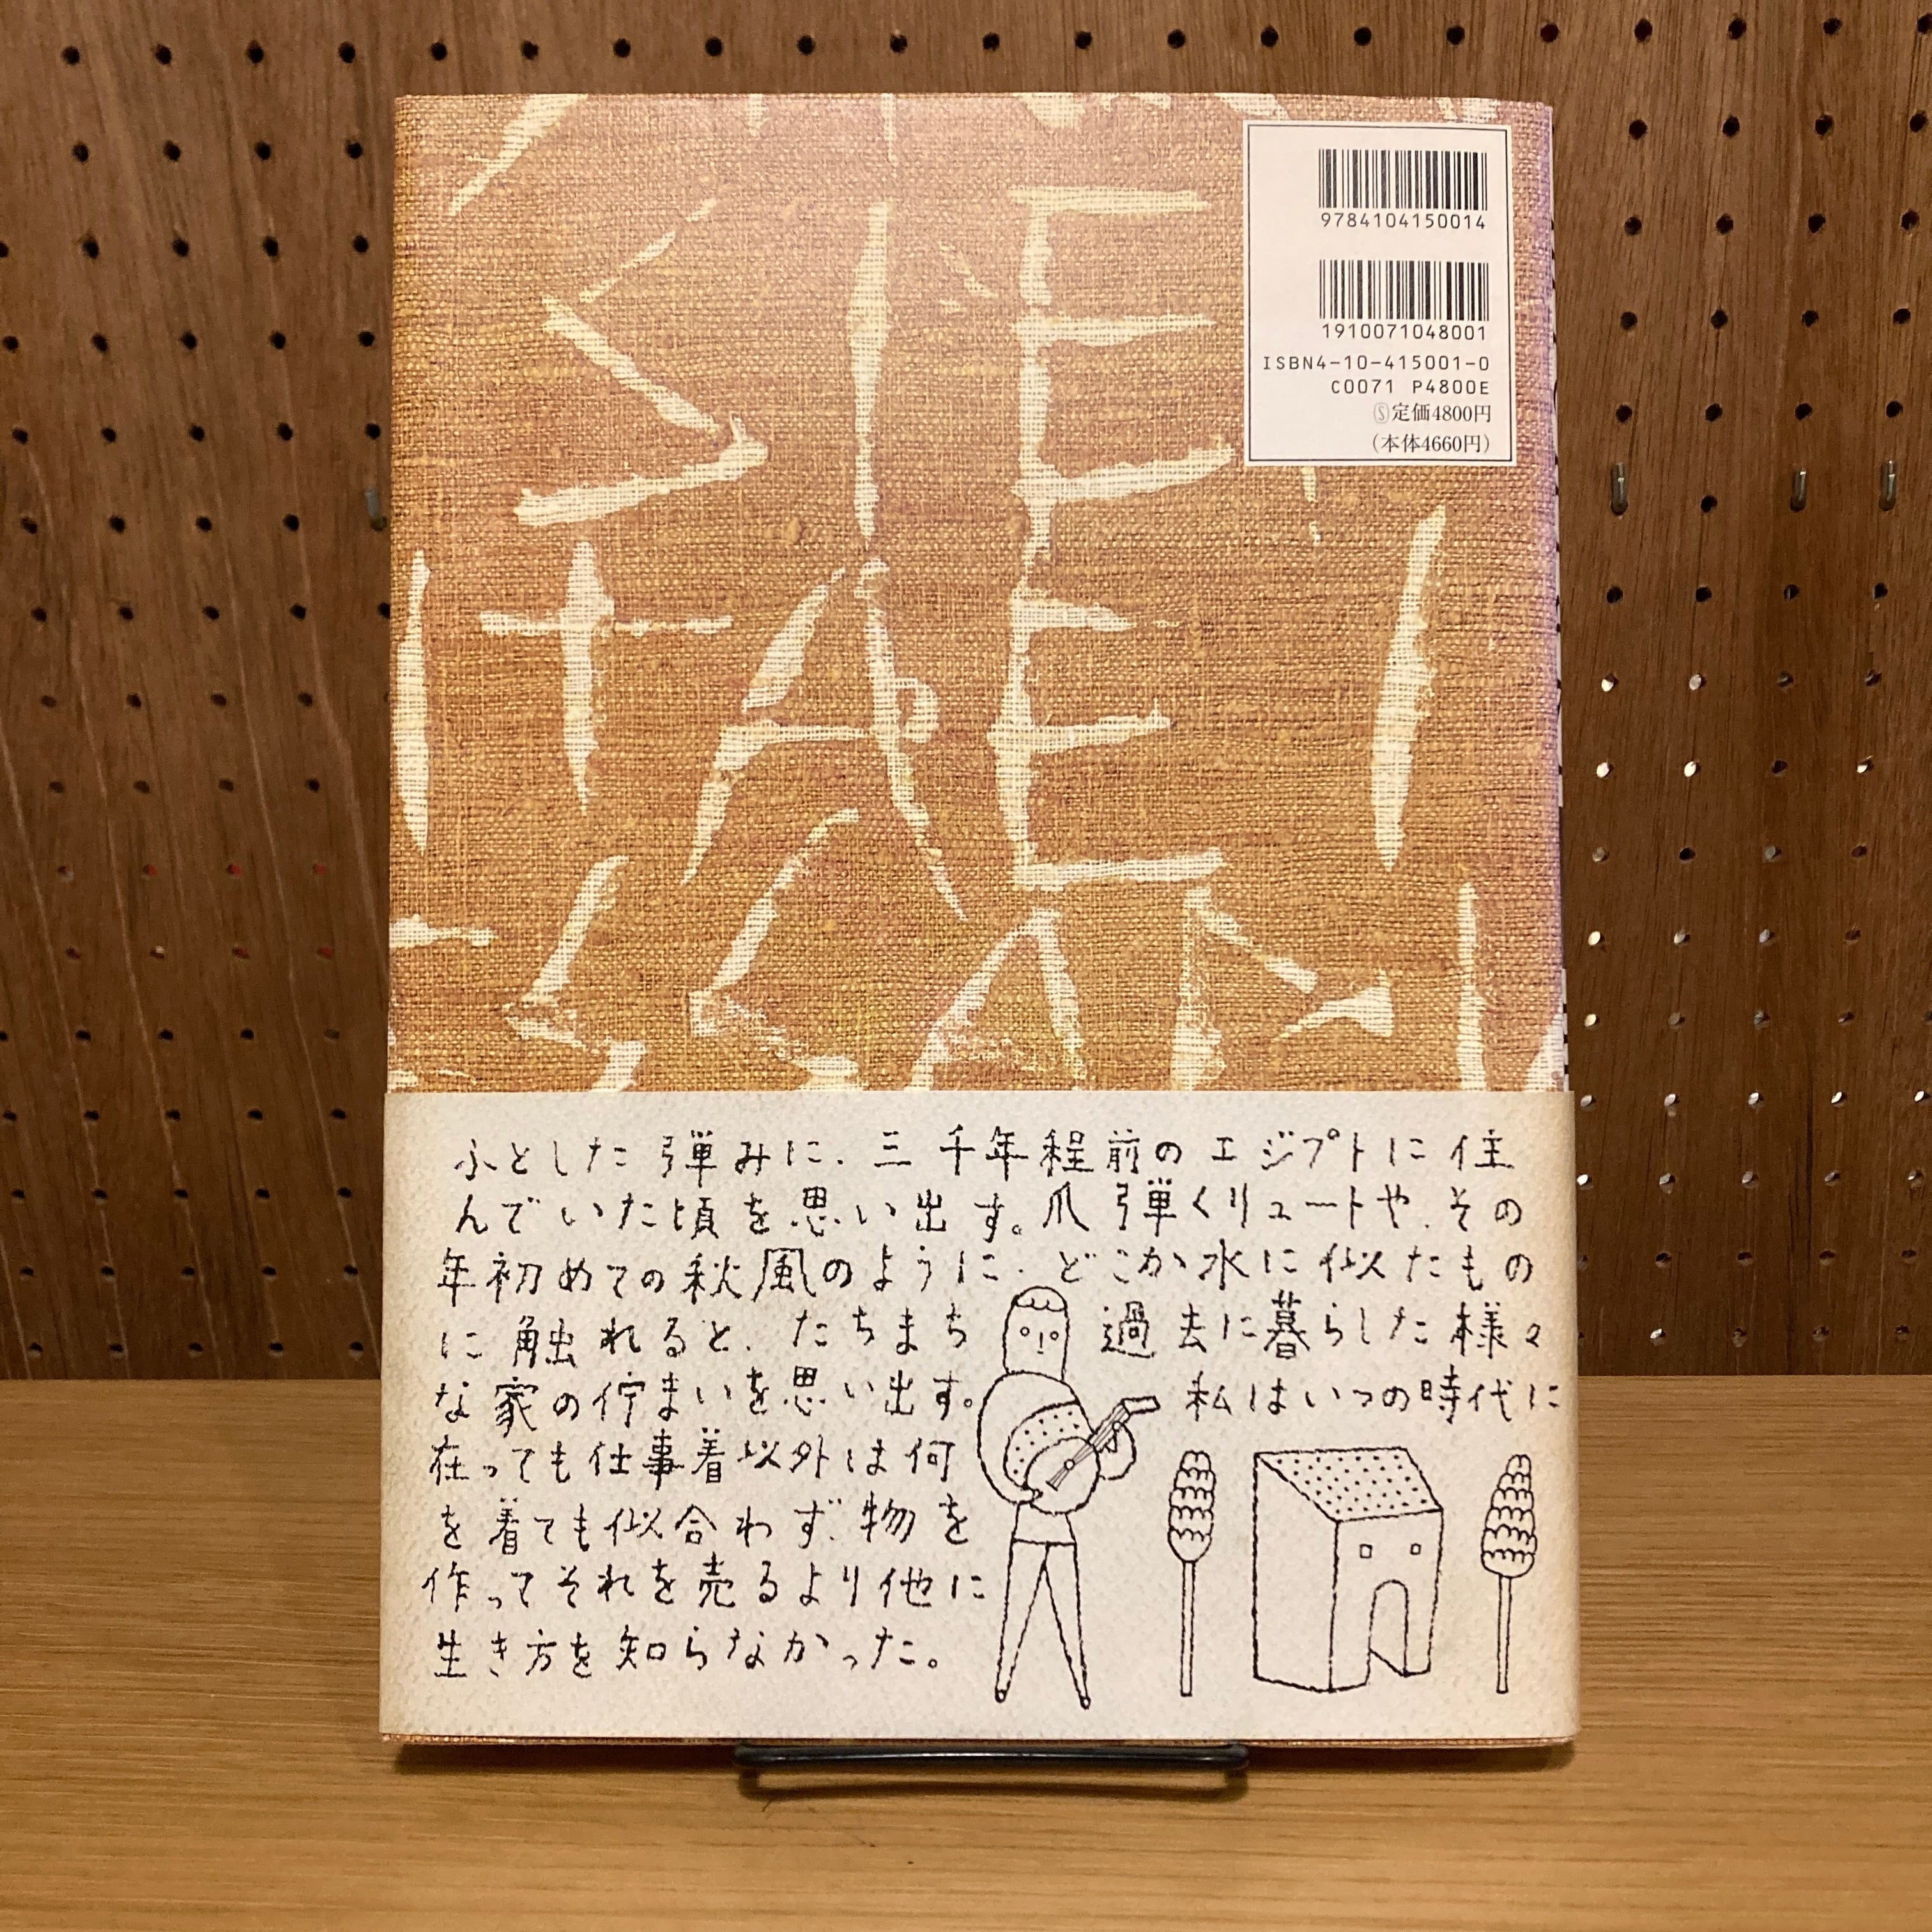 9784104150014
1910071048001
ISBN4-10-415001-0
C0071 P4800E
Ⓢ定価4800円
(本体4660円)
ふとした弾みに、三千年程前のエジプトに住
んでいた頃を思い出す。爪弾くリュートや、その
年初めての秋風のように、どこか水に似たもの
に触れると、たちまち過去に暮らした様々
な家の佇まいを思い出す。私はいつの時代に
在っても仕事着以外は何
を着ても似合わず、物を
作ってそれを売るより他に
生き方を知らなかった。